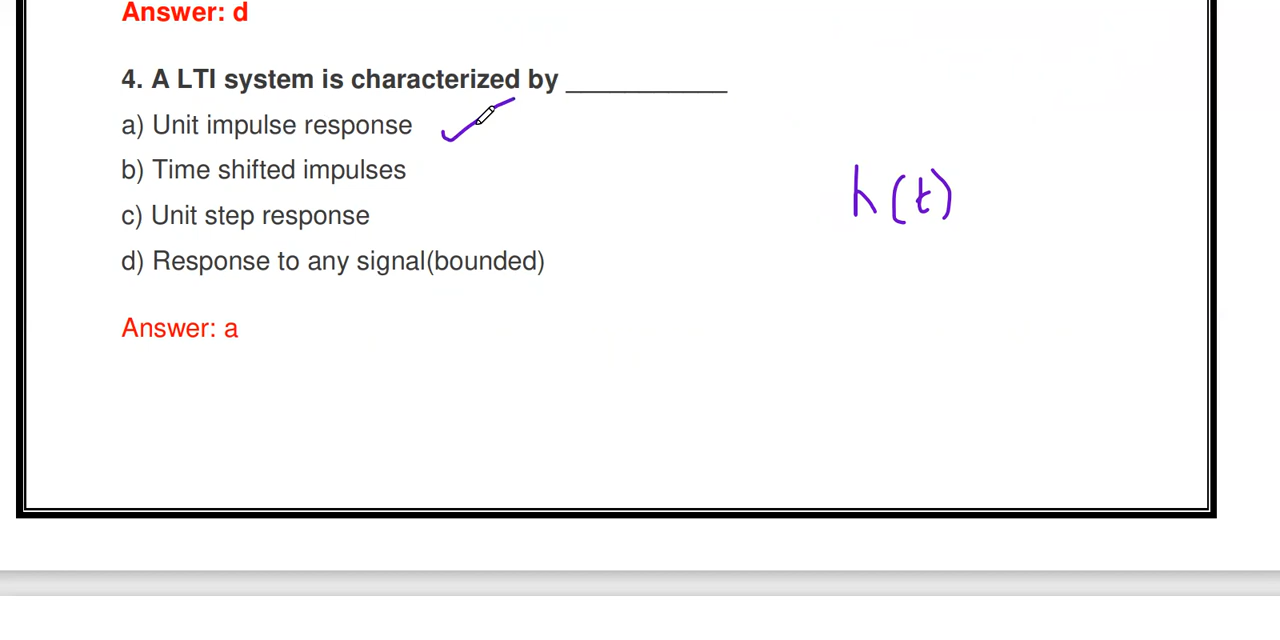 Answer: d
4. A LTI system is characterized by ____________
a) Unit impulse response
b) Time shifted impulses
h(t)
c) Unit step response
d) Response to any signal(bounded)
Answer: a